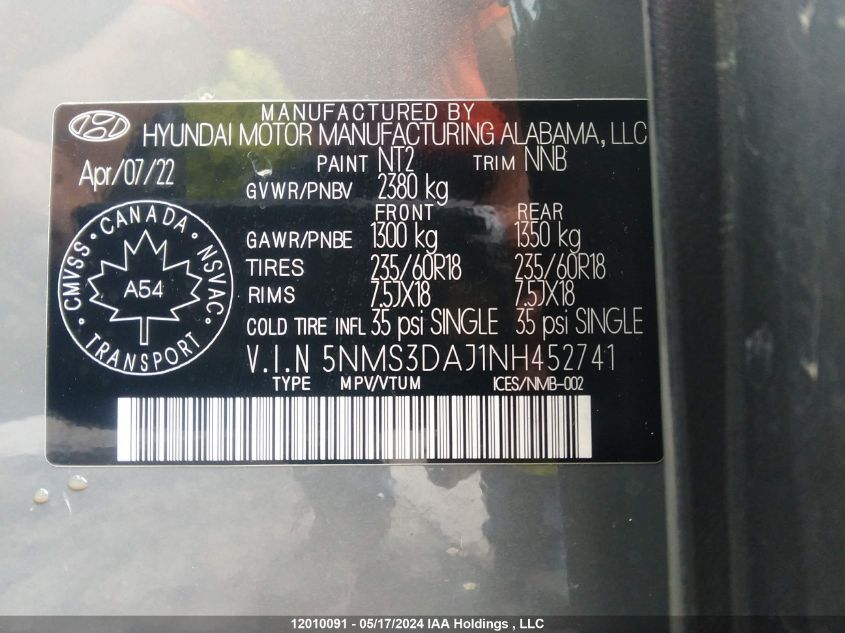 MANUFACTURED BY
HYUNDAI MOTOR MANUFACTURING ALABAMA, LLC
Apr/07/22 PAINT NT2 TRIM NNB
GVWR/PNBV 2380 kg
FRONT REAR
GAWR/PNBE 1300 kg 1350 kg
TIRES 235/60R18 235/60R18
RIMS 7.5JX18 7.5JX18
COLD TIRE INFL 35 psi SINGLE 35 psi SINGLE
V.I.N 5NMS3DAJ1NH452741
TYPE MPV/VTUM ICES/NMB-002
CMVSS • CANADA • NSVAC • TRANSPORT •
A54
12010091 - 05/17/2024 IAA Holdings , LLC